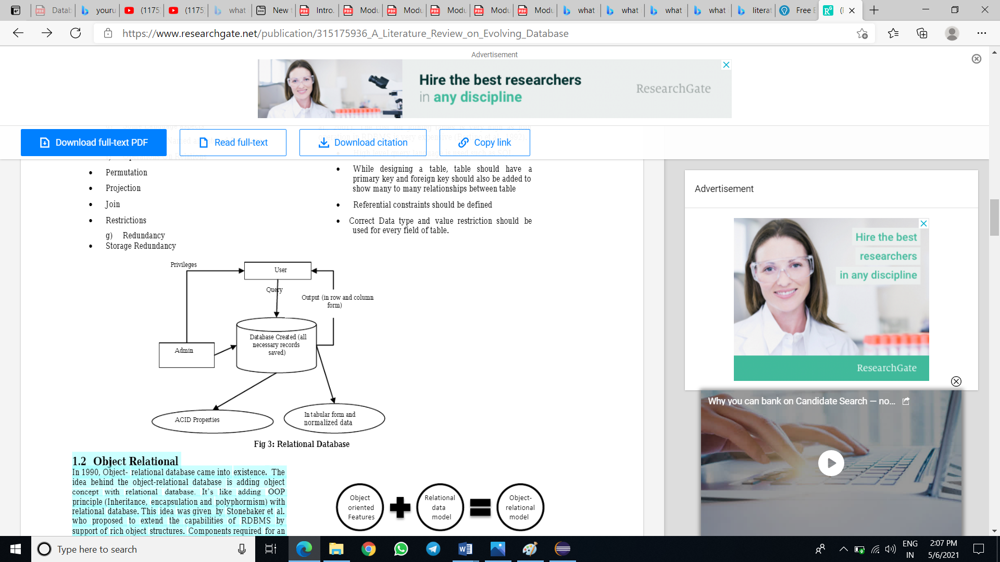 Datab
youru
(1175
(1175
what
New
Intro.
Modu
Modu
Modu
Modu
Modu
what
what
what
what
literat
Free E
https://www.researchgate.net/publication/315175936_A_Literature_Review_on_Evolving_Database
Advertisement
Hire the best researchers
in any discipline
ResearchGate
Download full-text PDF
Read full-text
Download citation
Copy link
Permutation
Projection
Join
Restrictions
g) Redundancy
Storage Redundancy
High level query language is used such as SQL
While designing a table, table should have a
primary key and foreign key should also be added to
show many to many relationships between table
Referential constraints should be defined
Correct Data type and value restriction should be
used for every field of table.
Privileges
User
Query
Output (in row and column
form)
Database Created (all
necessary records
saved)
Admin
ACID Properties
In tabular form and
normalized data
Fig 3: Relational Database
1.2 Object Relational
In 1990, Object- relational database came into existence. The
idea behind the object-relational database is adding object
concept with relational database. It's like adding OOP
principle (Inheritance, encapsulation and polyphormism) with
relational database. This idea was given by Stonebaker et al.
who proposed to extend the capabilities of RDBMS by
support of rich object structures. Components required for an
Object
oriented
Features
Relational
data
model
Object-
relational
model
Advertisement
Hire the best
researchers
in any discipline
ResearchGate
Why you can bank on Candidate Search — no...
Type here to search
ENG
IN
2:07 PM
5/6/2021